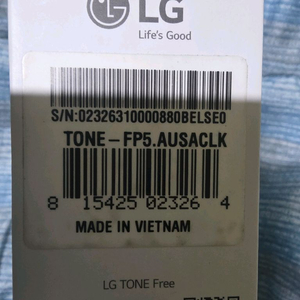 LG
Life's Good
S/N:02326310000880BELSE0
TONE-FP5.AUSACLK
8 15425 02326 4
MADE IN VIETNAM
LG TONE Free